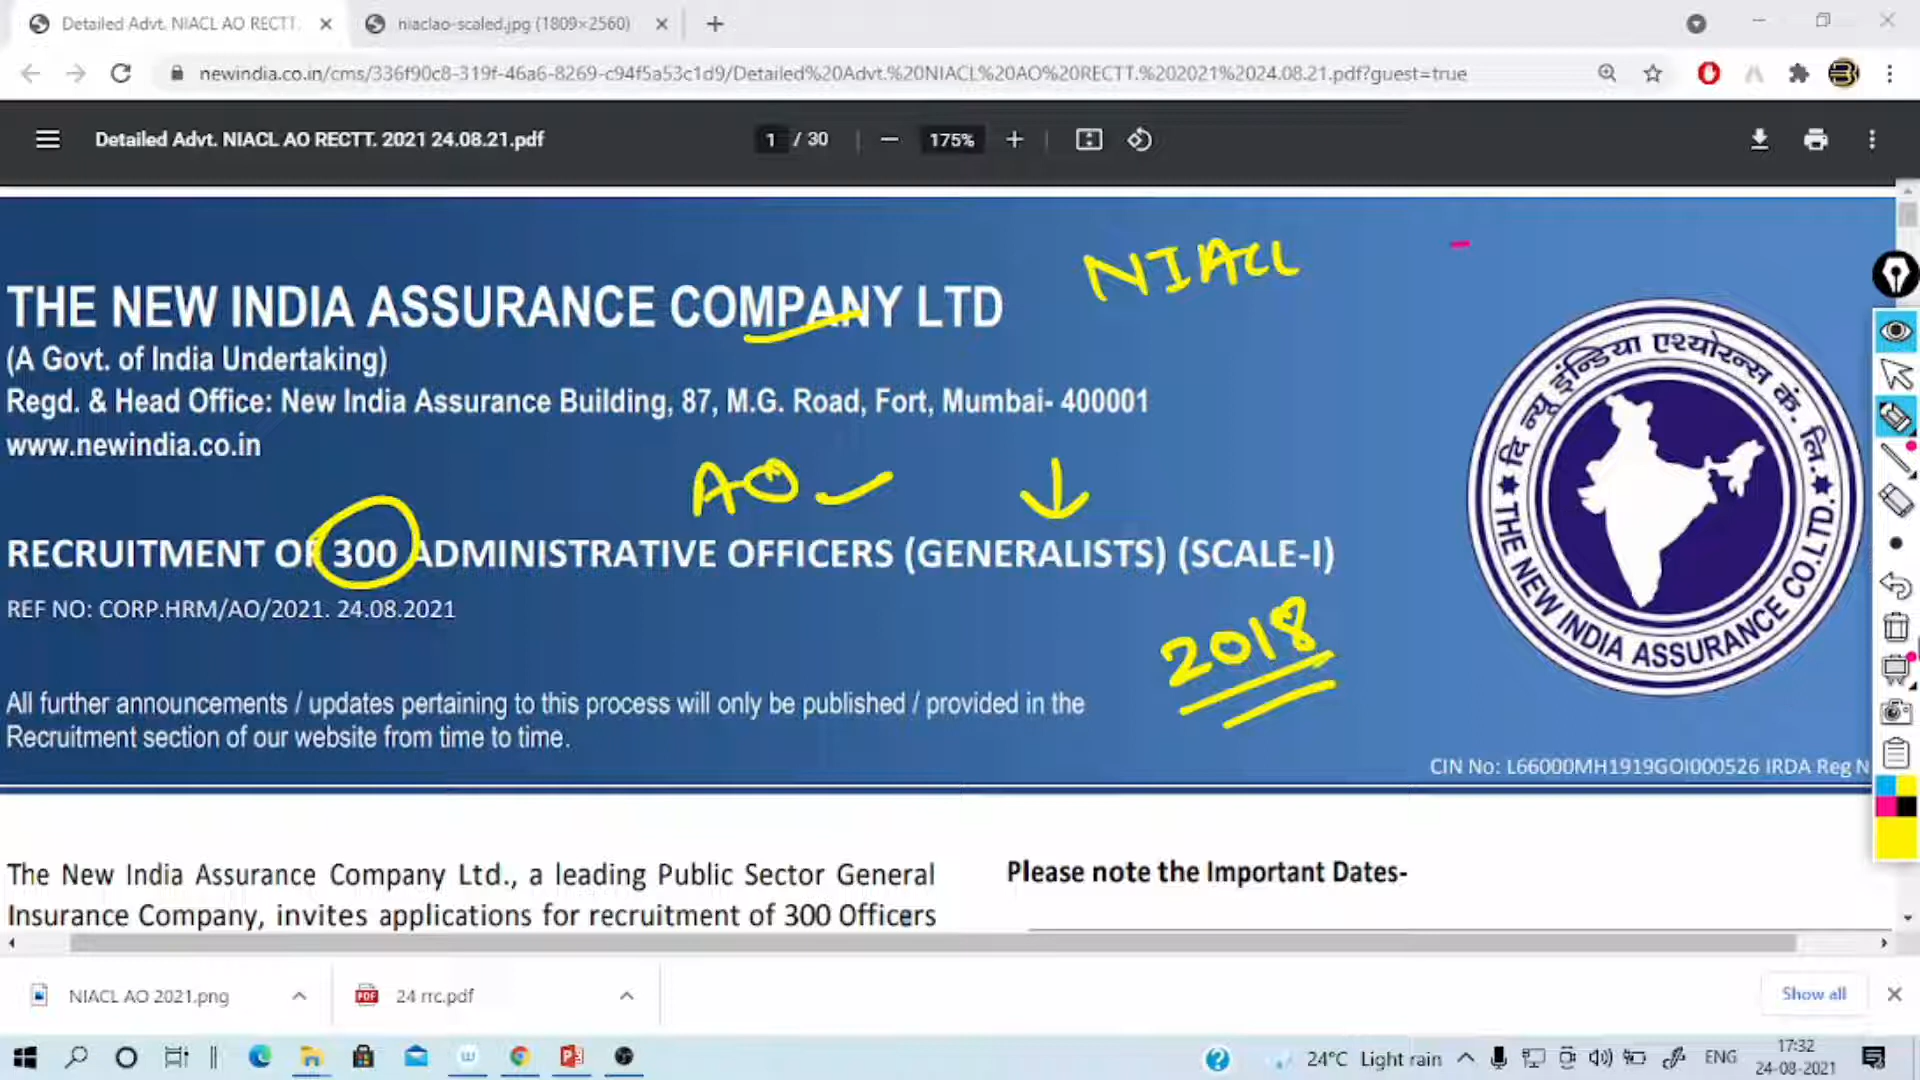 Detailed Advt. NIACL AO RECTT.
niaclao-scaled.jpg (1809×2560)
newindia.co.in/cms/336f90c8-319f-46a6-8269-c94f5a53c1d9/Detailed%20Advt.%20NIACL%20AO%20RECTT.%202021%2024.08.21.pdf?guest=true
Detailed Advt. NIACL AO RECTT. 2021 24.08.21.pdf
1 / 30
175%
NIACL
THE NEW INDIA ASSURANCE COMPANY LTD
(A Govt. of India Undertaking)
Regd. & Head Office: New India Assurance Building, 87, M.G. Road, Fort, Mumbai- 400001
www.newindia.co.in
दि न्यू इन्डिया एश्योरन्स कं. लि.
THE NEW INDIA ASSURANCE CO.LTD.
AO
RECRUITMENT OF 300 ADMINISTRATIVE OFFICERS (GENERALISTS) (SCALE-I)
REF NO: CORP.HRM/AO/2021. 24.08.2021
2018
All further announcements / updates pertaining to this process will only be published / provided in the
Recruitment section of our website from time to time.
CIN No: L66000MH1919GOI000526 IRDA Reg N
The New India Assurance Company Ltd., a leading Public Sector General
Insurance Company, invites applications for recruitment of 300 Officers
Please note the Important Dates-
NIACL AO 2021.png
24 rrc.pdf
Show all
24°C Light rain
ENG
17:32
24-08-2021